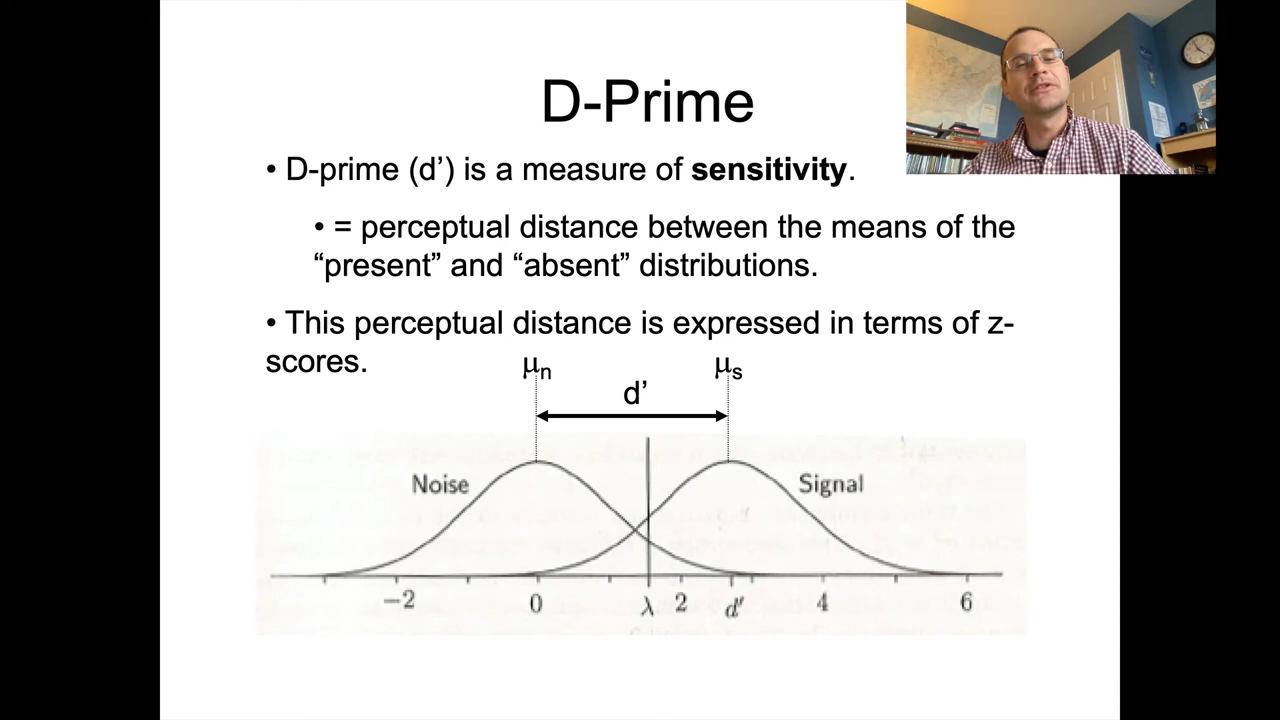 D-Prime
• D-prime (d’) is a measure of sensitivity.
• = perceptual distance between the means of the
“present” and “absent” distributions.
• This perceptual distance is expressed in terms of z-
scores.
μn μs
d’
Noise Signal
−2 0 λ 2 d′ 4 6